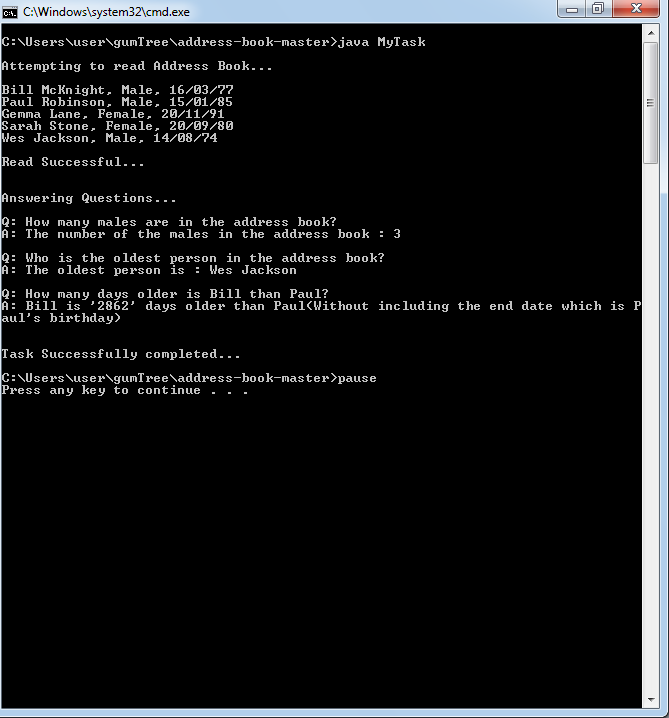 C:\Windows\system32\cmd.exe
C:\Users\user\gumTree\address-book-master>java MyTask
Attempting to read Address Book...
Bill McKnight, Male, 16/03/77
Paul Robinson, Male, 15/01/85
Gemma Lane, Female, 20/11/91
Sarah Stone, Female, 20/09/80
Wes Jackson, Male, 14/08/74
Read Successful...
Answering Questions...
Q: How many males are in the address book?
A: The number of the males in the address book : 3
Q: Who is the oldest person in the address book?
A: The oldest person is : Wes Jackson
Q: How many days older is Bill than Paul?
A: Bill is '2862' days older than Paul(Without including the end date which is P
aul's birthday)
Task Successfully completed...
C:\Users\user\gumTree\address-book-master>pause
Press any key to continue . . .